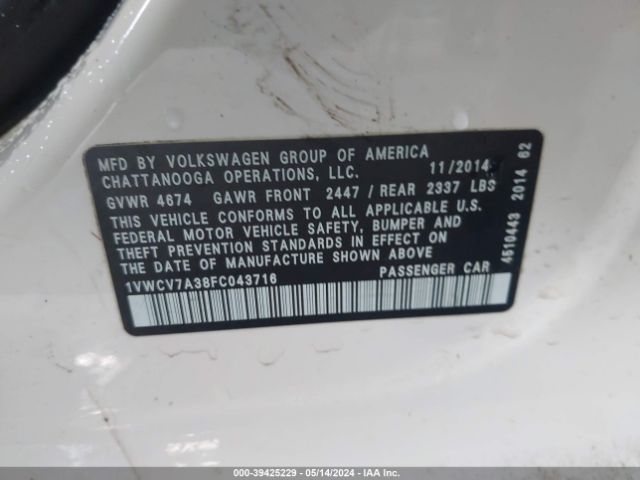 MFD BY VOLKSWAGEN GROUP OF AMERICA 11/2014
CHATTANOOGA OPERATIONS, LLC.
GVWR 4674 GAWR FRONT 2447 / REAR 2337 LBS
THIS VEHICLE CONFORMS TO ALL APPLICABLE U.S.
FEDERAL MOTOR VEHICLE SAFETY, BUMPER AND
THEFT PREVENTION STANDARDS IN EFFECT ON
THE DATE OF MANUFACTURE SHOWN ABOVE
1VWCV7A38FC043716 PASSENGER CAR
4510443 2014 62
000-39425229 - 05/14/2024 - IAA, Inc.